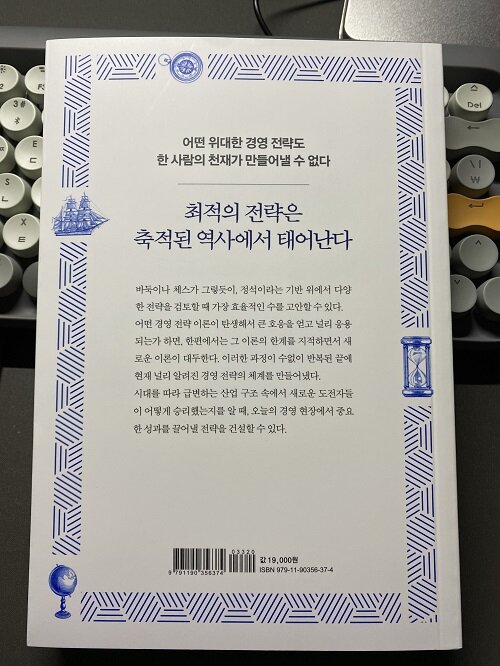 어떤 위대한 경영 전략도
한 사람의 천재가 만들어낼 수 없다
최적의 전략은
축적된 역사에서 태어난다
바둑이나 체스가 그렇듯이, 정석이라는 기반 위에서 다양
한 전략을 검토할 때 가장 효율적인 수를 고안할 수 있다.
어떤 경영 전략 이론이 탄생해서 큰 호응을 얻고 널리 응용
되는가 하면, 한편에서는 그 이론의 한계를 지적하면서 새
로운 이론이 대두한다. 이러한 과정이 수없이 반복된 끝에
현재 널리 알려진 경영 전략의 체계를 만들어냈다.
시대를 따라 급변하는 산업 구조 속에서 새로운 도전자들
이 어떻게 승리했는지를 알 때, 오늘의 경영 현장에서 중요
한 성과를 끌어낼 전략을 건설할 수 있다.
03320
9 791190 356374
값 19,000원
ISBN 979-11-90356-37-4
3 #
E
ㄷ
S
ㄴ
X
ㅌ
Del
\
₩